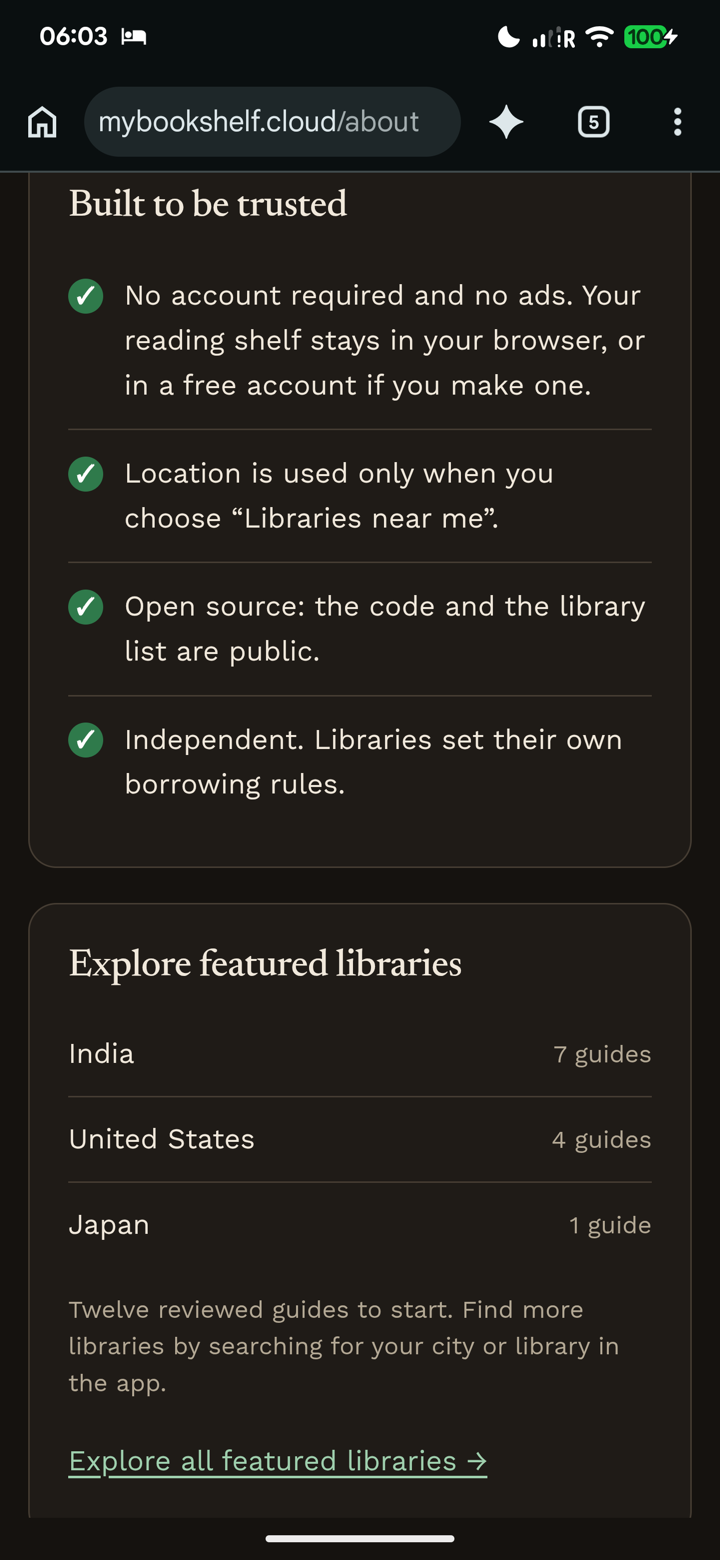 06:03
R
100
mybookshelf.cloud/about
5
Built to be trusted
No account required and no ads. Your
reading shelf stays in your browser, or
in a free account if you make one.
Location is used only when you
choose “Libraries near me”.
Open source: the code and the library
list are public.
Independent. Libraries set their own
borrowing rules.
Explore featured libraries
India 7 guides
United States 4 guides
Japan 1 guide
Twelve reviewed guides to start. Find more
libraries by searching for your city or library in
the app.
Explore all featured libraries →